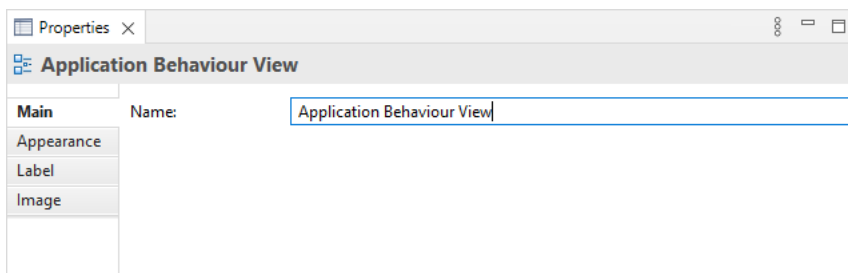 Properties
Application Behaviour View
Main
Name:
Application Behaviour View
Appearance
Label
Image